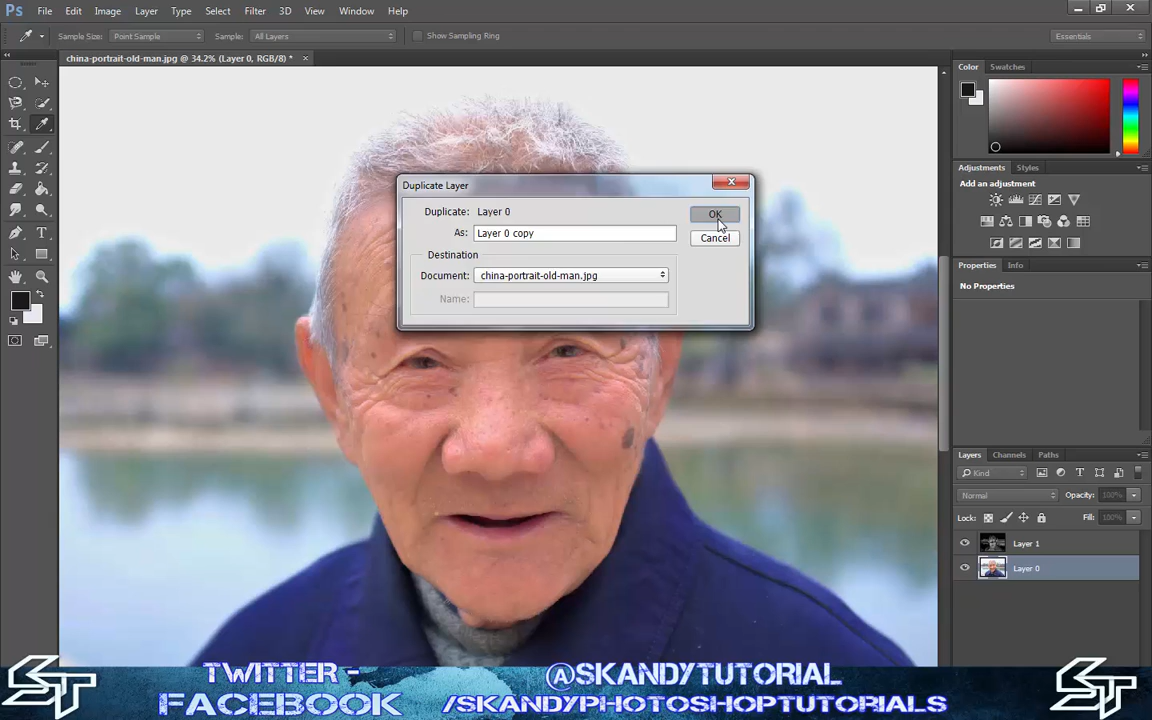 Ps File Edit Image Layer Type Select Filter 3D View Window Help
Sample Size: Point Sample Sample: All Layers Show Sampling Ring Essentials
china-portrait-old-man.jpg @ 34.2% (Layer 0, RGB/8) *
Color Swatches
Duplicate Layer
Duplicate: Layer 0
OK
As: Layer 0 copy
Cancel
Destination
Document: china-portrait-old-man.jpg
Name:
Adjustments Styles
Add an adjustment
Properties Info
No Properties
Layers Channels Paths
Kind
Normal Opacity: 100%
Lock: Fill: 100%
Layer 1
Layer 0
ST
TWITTER - @SKANDYTUTORIAL
FACEBOOK /SKANDYPHOTOSHOPTUTORIALS
ST